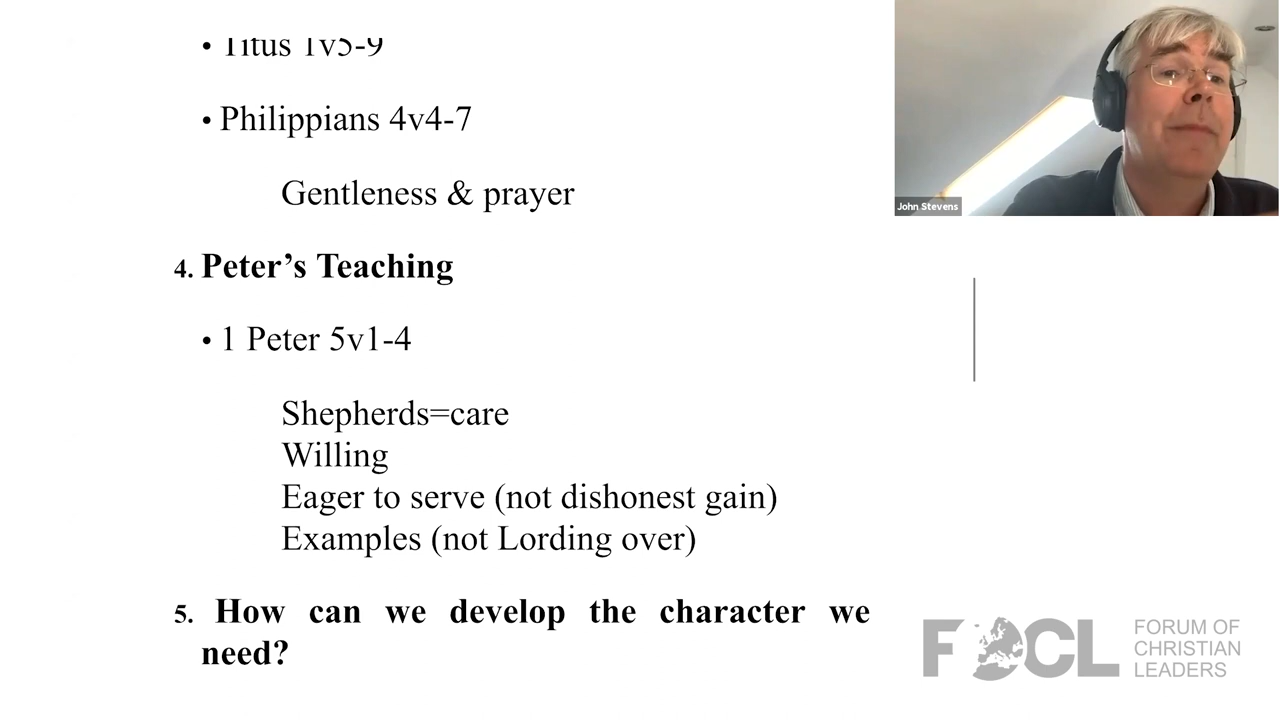 • Titus 1v5-9
• Philippians 4v4-7
Gentleness & prayer
4. Peter’s Teaching
• 1 Peter 5v1-4
Shepherds=care
Willing
Eager to serve (not dishonest gain)
Examples (not Lording over)
5. How can we develop the character we
need?
John Stevens
FOCL
FORUM OF
CHRISTIAN
LEADERS